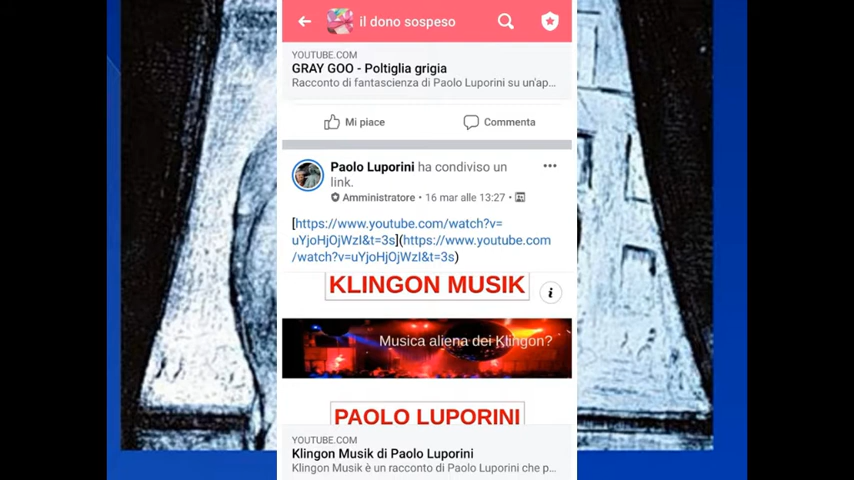 il dono sospeso
YOUTUBE.COM
GRAY GOO - Poltiglia grigia
Racconto di fantascienza di Paolo Luporini su un'ap...
Mi piace
Commenta
Paolo Luporini ha condiviso un
link.
Amministratore • 16 mar alle 13:27 •
[https://www.youtube.com/watch?v=
uYjoHjOjWzI&t=3s](https://www.youtube.com
/watch?v=uYjoHjOjWzI&t=3s)
KLINGON MUSIK
i
Musica aliena dei Klingon?
PAOLO LUPORINI
YOUTUBE.COM
Klingon Musik di Paolo Luporini
Klingon Musik è un racconto di Paolo Luporini che p...